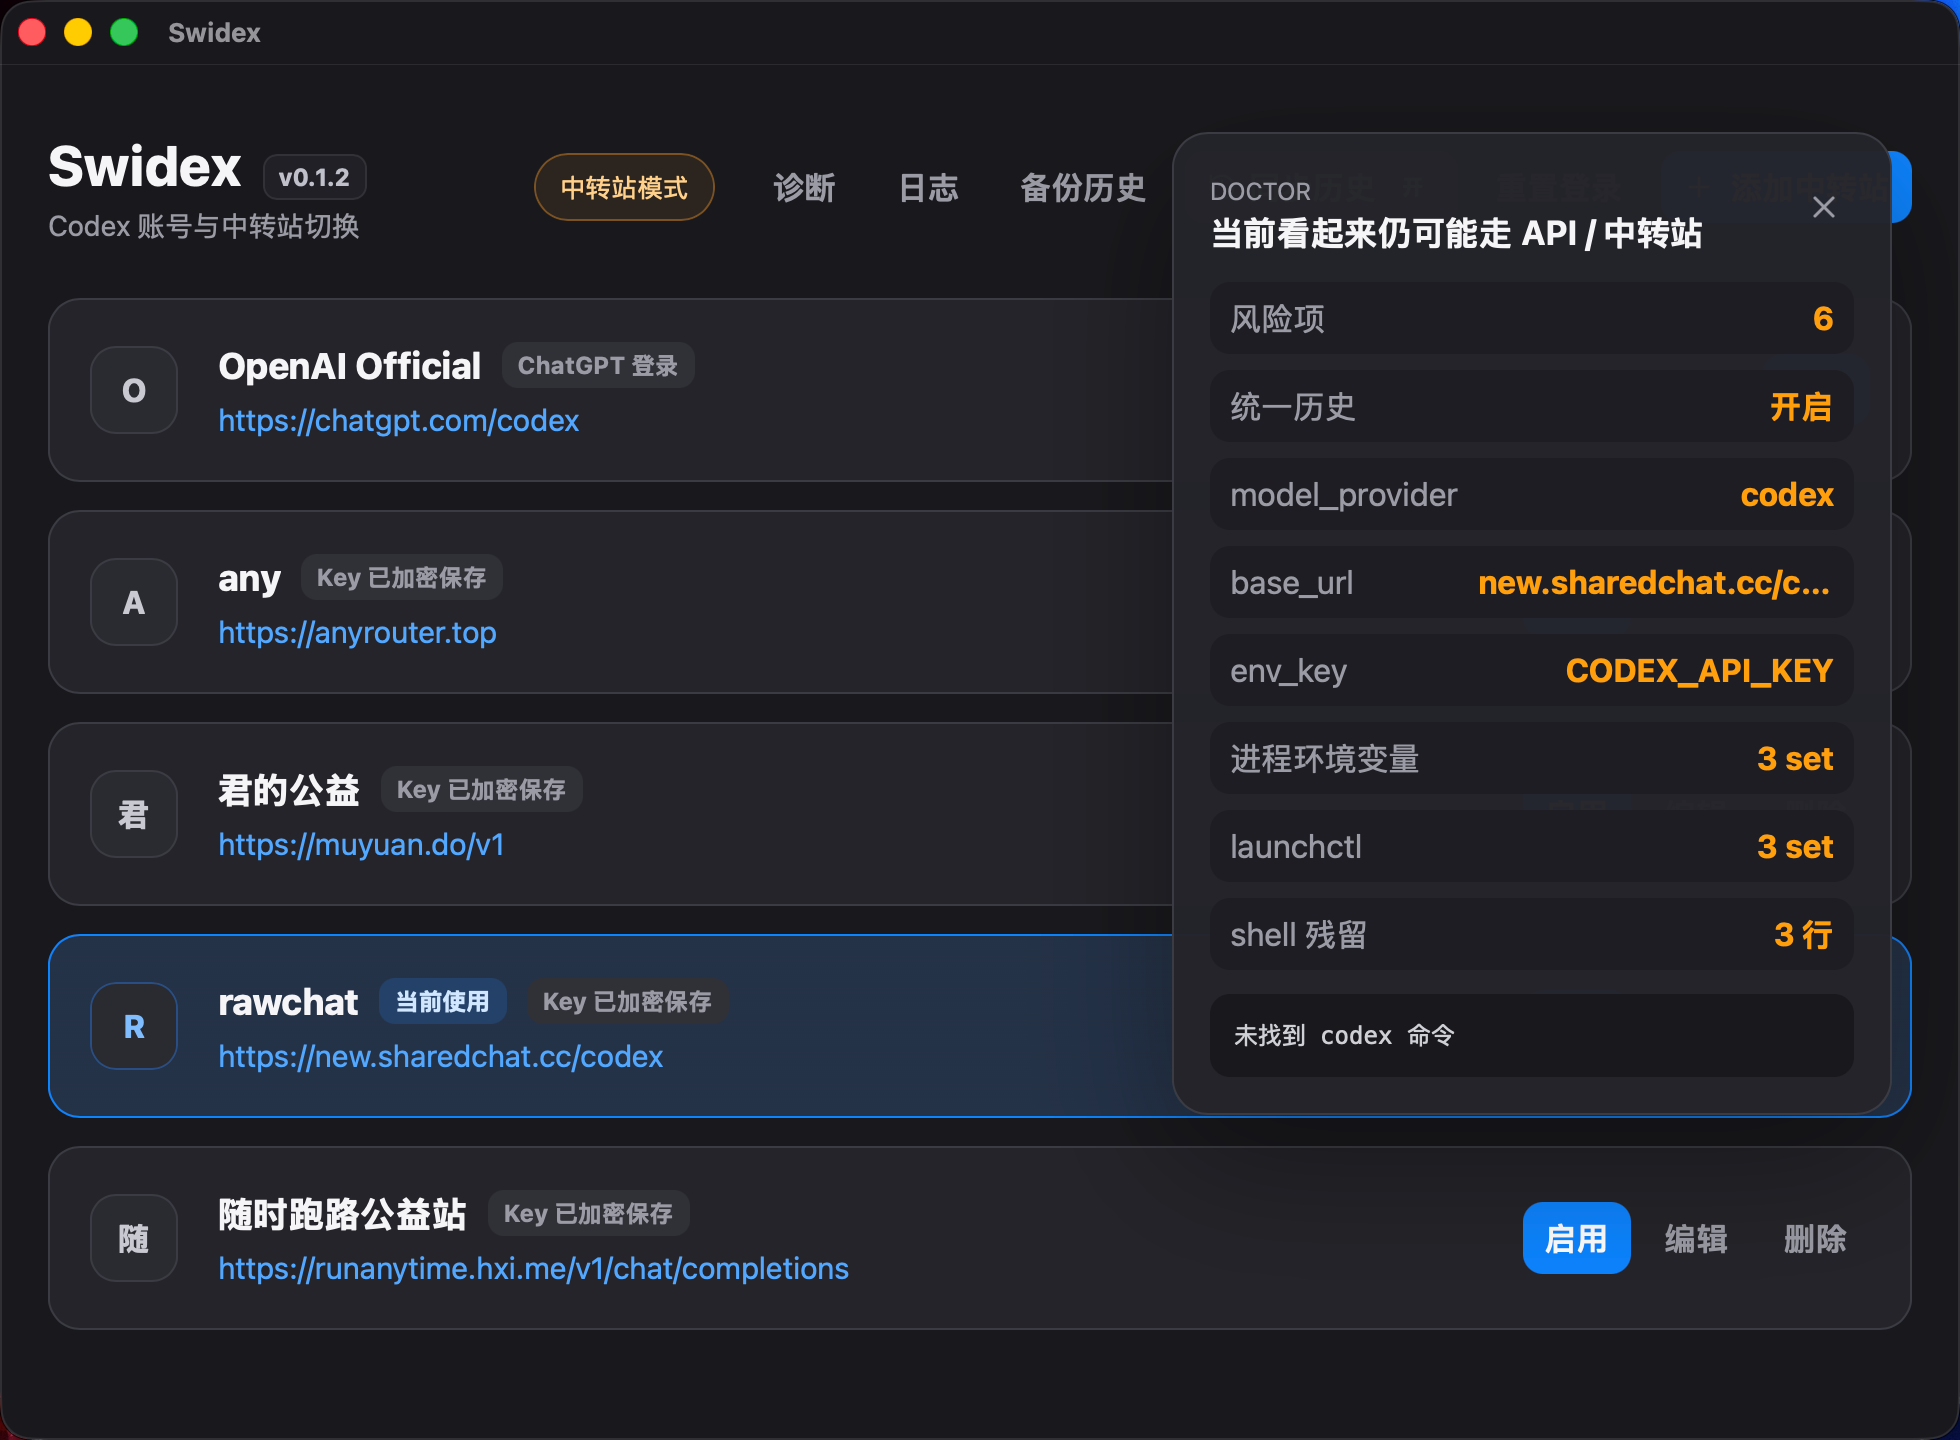 Swidex
Swidex v0.1.2
Codex 账号与中转站切换
中转站模式 诊断 日志 备份历史
OpenAI Official ChatGPT 登录
O
https://chatgpt.com/codex
any Key 已加密保存
A
https://anyrouter.top
君的公益 Key 已加密保存
君
https://muyuan.do/v1
rawchat 当前使用 Key 已加密保存
R
https://new.sharedchat.cc/codex
随时跑路公益站 Key 已加密保存
随
https://runanytime.hxi.me/v1/chat/completions
启用 编辑 删除
DOCTOR
当前看起来仍可能走 API / 中转站
风险项 6
统一历史 开启
model_provider codex
base_url new.sharedchat.cc/c...
env_key CODEX_API_KEY
进程环境变量 3 set
launchctl 3 set
shell 残留 3 行
未找到 codex 命令